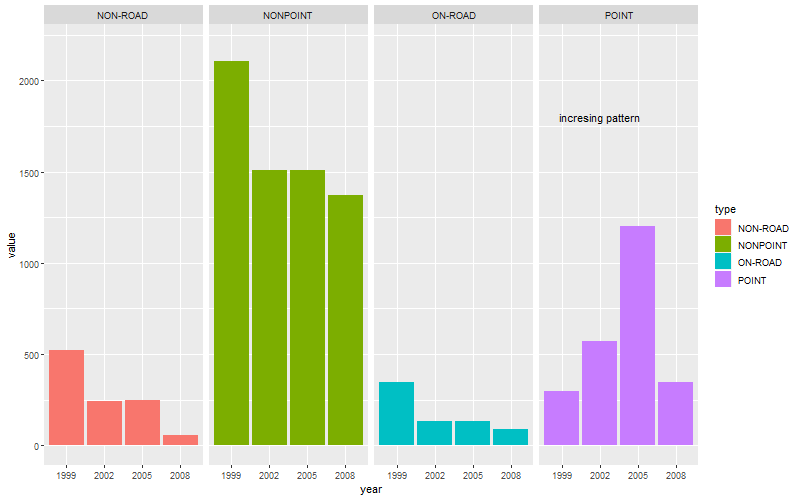 NON-ROAD NONPOINT ON-ROAD POINT
2000
incresing pattern
1500
type
NON-ROAD
NONPOINT
ON-ROAD
POINT
value
1000
500
0
1999 2002 2005 2008 1999 2002 2005 2008 1999 2002 2005 2008 1999 2002 2005 2008
year